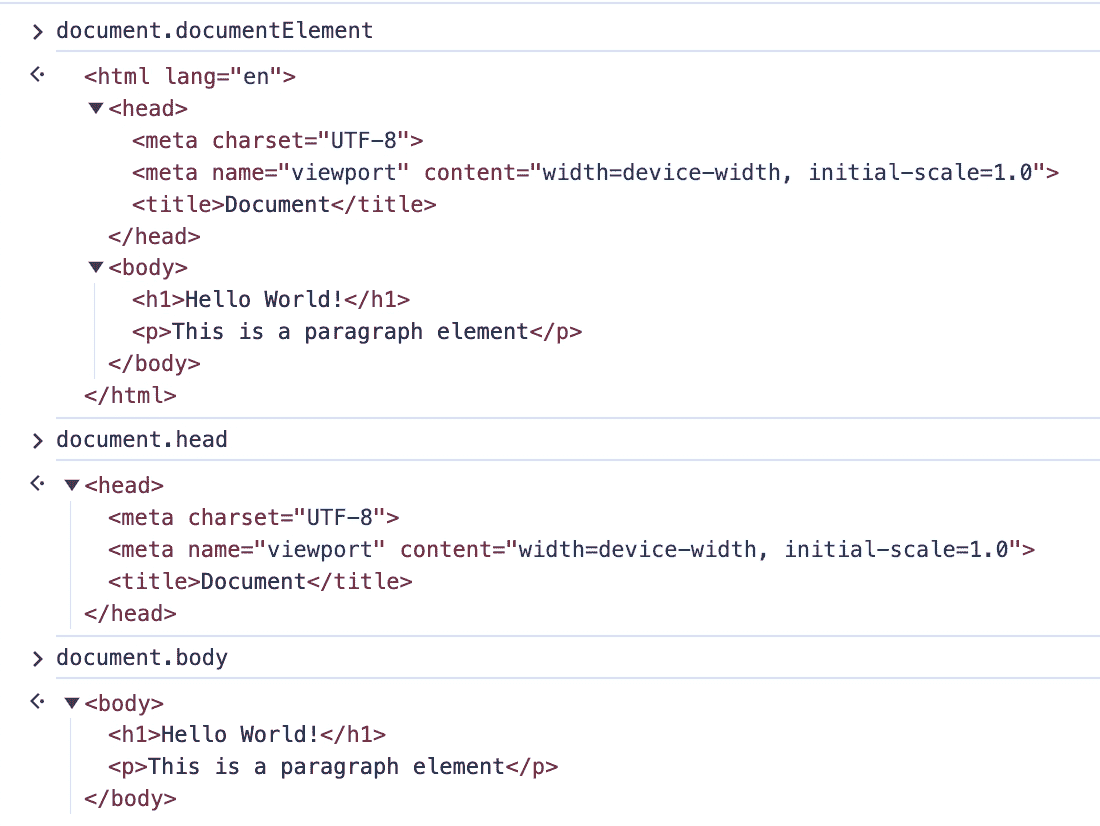 > document.documentElement
<html lang="en">
▼<head>
<meta charset="UTF-8">
<meta name="viewport" content="width=device-width, initial-scale=1.0">
<title>Document</title>
</head>
▼<body>
<h1>Hello World!</h1>
<p>This is a paragraph element</p>
</body>
</html>
> document.head
▼<head>
<meta charset="UTF-8">
<meta name="viewport" content="width=device-width, initial-scale=1.0">
<title>Document</title>
</head>
> document.body
▼<body>
<h1>Hello World!</h1>
<p>This is a paragraph element</p>
</body>